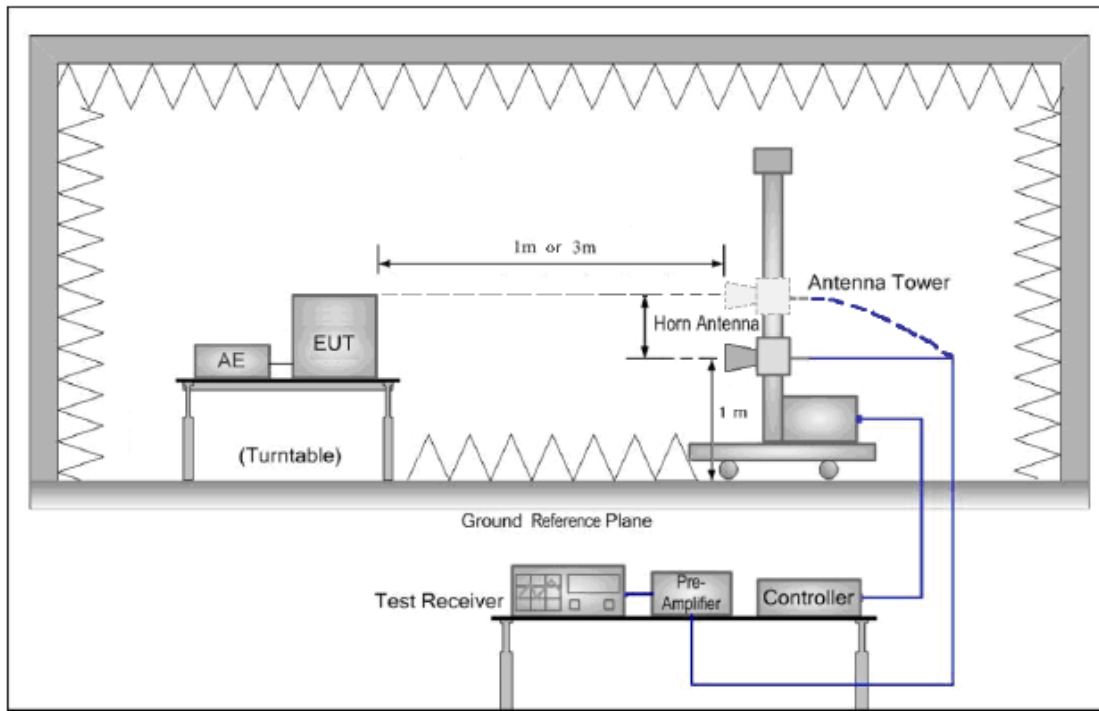 1m or 3m
Antenna Tower
Horn Antenna
EUT
AE
1 m
(Turntable)
Ground Reference Plane
Test Receiver
Pre-
Amplifier
Controller